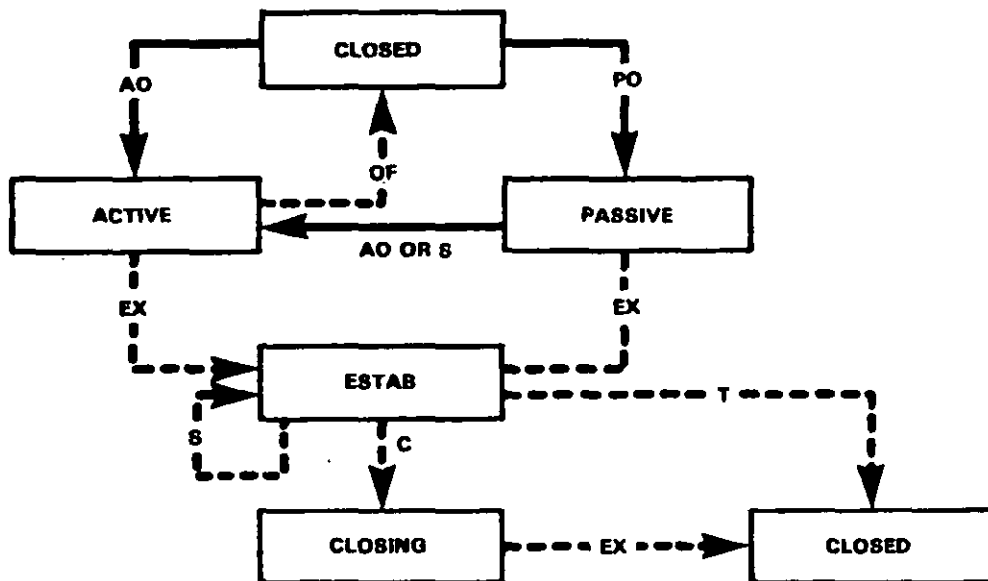 CLOSED
AO
PO
OF
ACTIVE
PASSIVE
AO OR S
EX
EX
ESTAB
T
S
C
CLOSING
EX
CLOSED